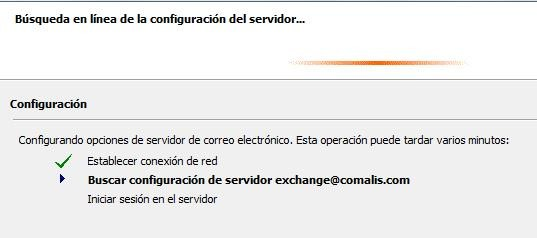 Búsqueda en línea de la configuración del servidor...
Configuración
Configurando opciones de servidor de correo electrónico. Esta operación puede tardar varios minutos:
Establecer conexión de red
Buscar configuración de servidor exchange@comalis.com
Iniciar sesión en el servidor